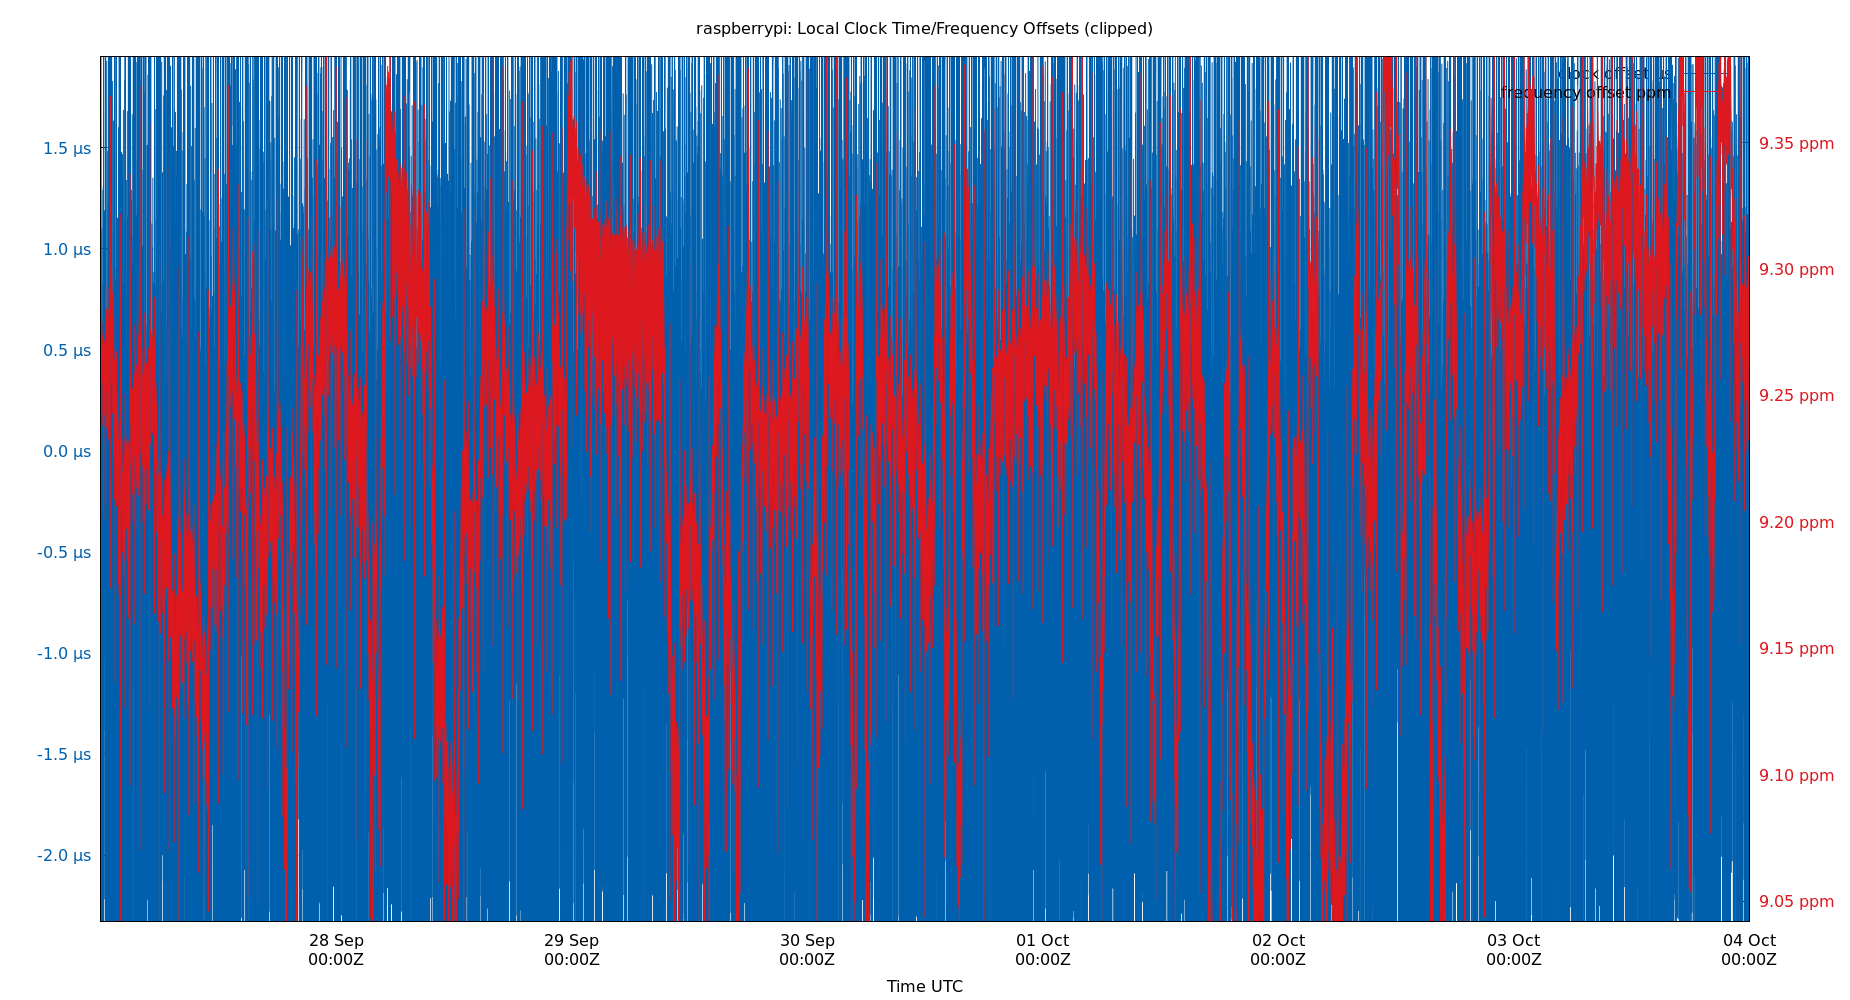 raspberrypi: Local Clock Time/Frequency Offsets (clipped)
clock offset µs
frequency offset ppm
1.5 µs
1.0 µs
0.5 µs
0.0 µs
-0.5 µs
-1.0 µs
-1.5 µs
-2.0 µs
9.35 ppm
9.30 ppm
9.25 ppm
9.20 ppm
9.15 ppm
9.10 ppm
9.05 ppm
28 Sep
00:00Z
29 Sep
00:00Z
30 Sep
00:00Z
01 Oct
00:00Z
02 Oct
00:00Z
03 Oct
00:00Z
04 Oct
00:00Z
Time UTC